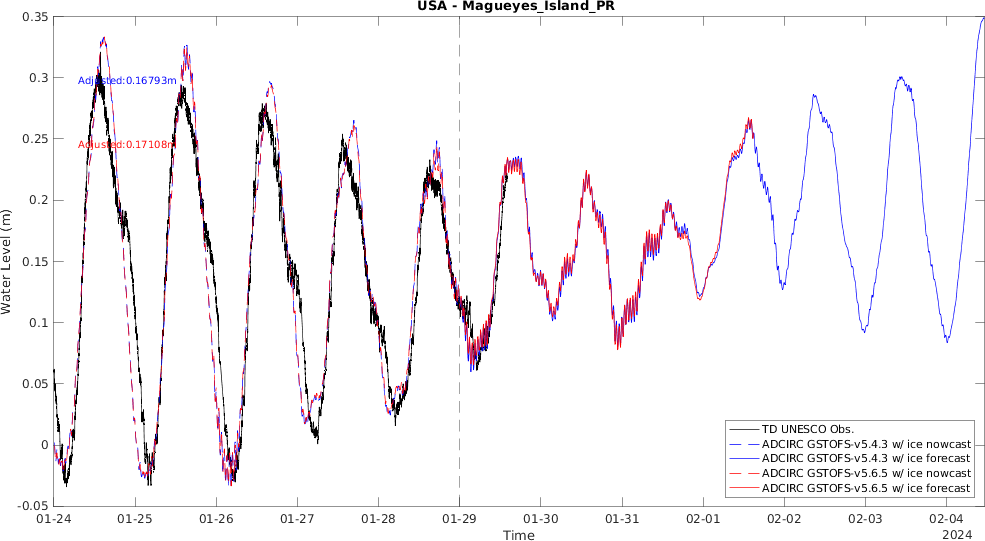 USA - Magueyes_Island_PR
0.35
0.3
0.25
0.2
0.15
0.1
0.05
0
-0.05
Water Level (m)
Adjusted:0.16793m
Adjusted:0.17108m
TD UNESCO Obs.
ADCIRC GSTOFS-v5.4.3 w/ ice nowcast
ADCIRC GSTOFS-v5.4.3 w/ ice forecast
ADCIRC GSTOFS-v5.6.5 w/ ice nowcast
ADCIRC GSTOFS-v5.6.5 w/ ice forecast
01-24 01-25 01-26 01-27 01-28 01-29 01-30 01-31 02-01 02-02 02-03 02-04
Time 2024